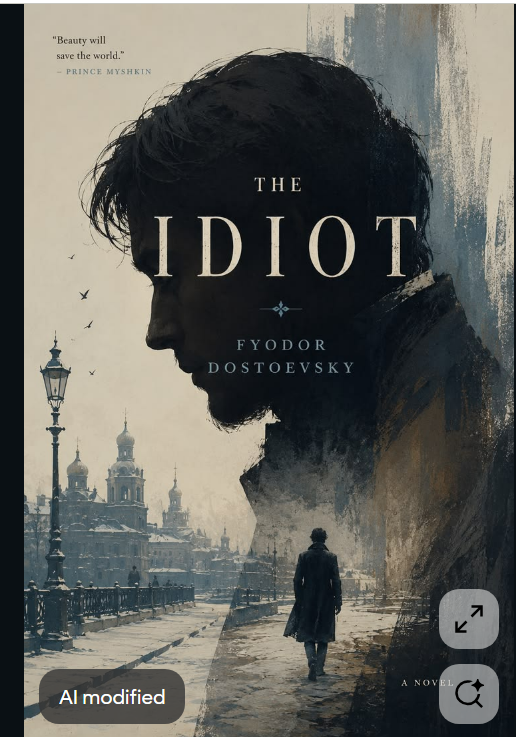 "Beauty will
save the world."
– PRINCE MYSHKIN
THE
IDIOT
FYODOR
DOSTOEVSKY
A NOVEL
AI modified